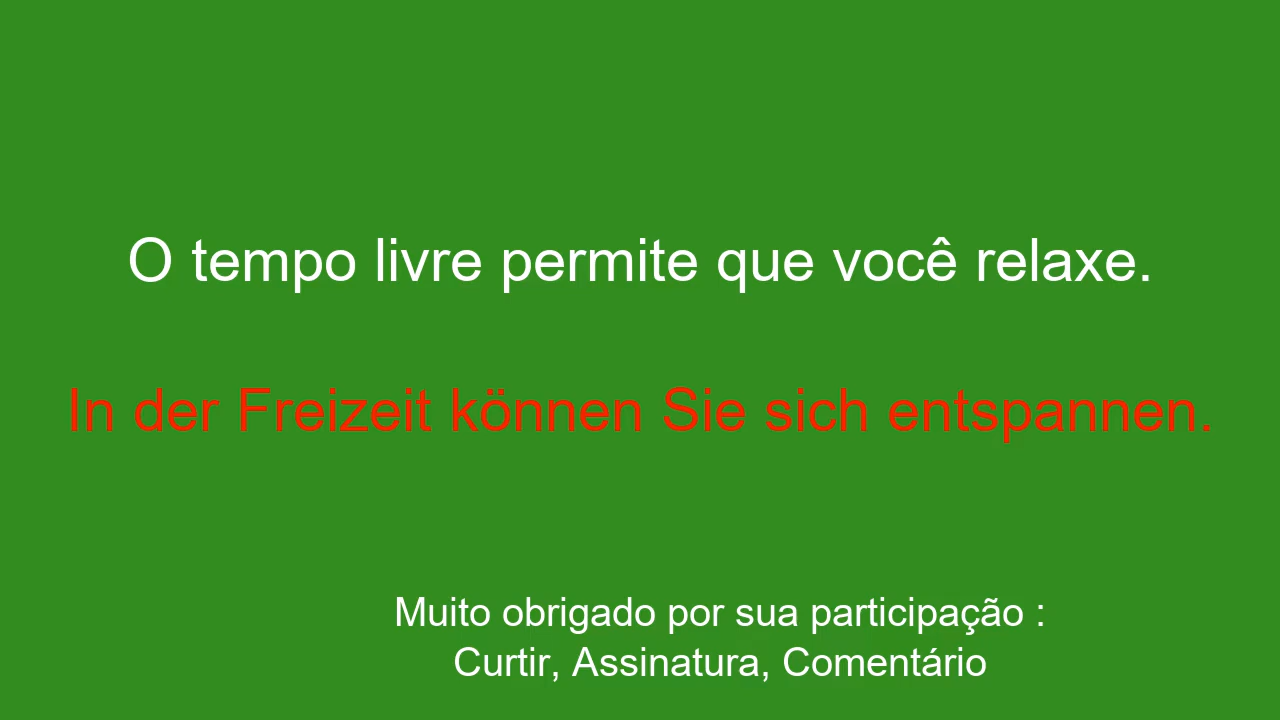 O tempo livre permite que você relaxe.
In der Freizeit können Sie sich entspannen.
Muito obrigado por sua participação :
Curtir, Assinatura, Comentário